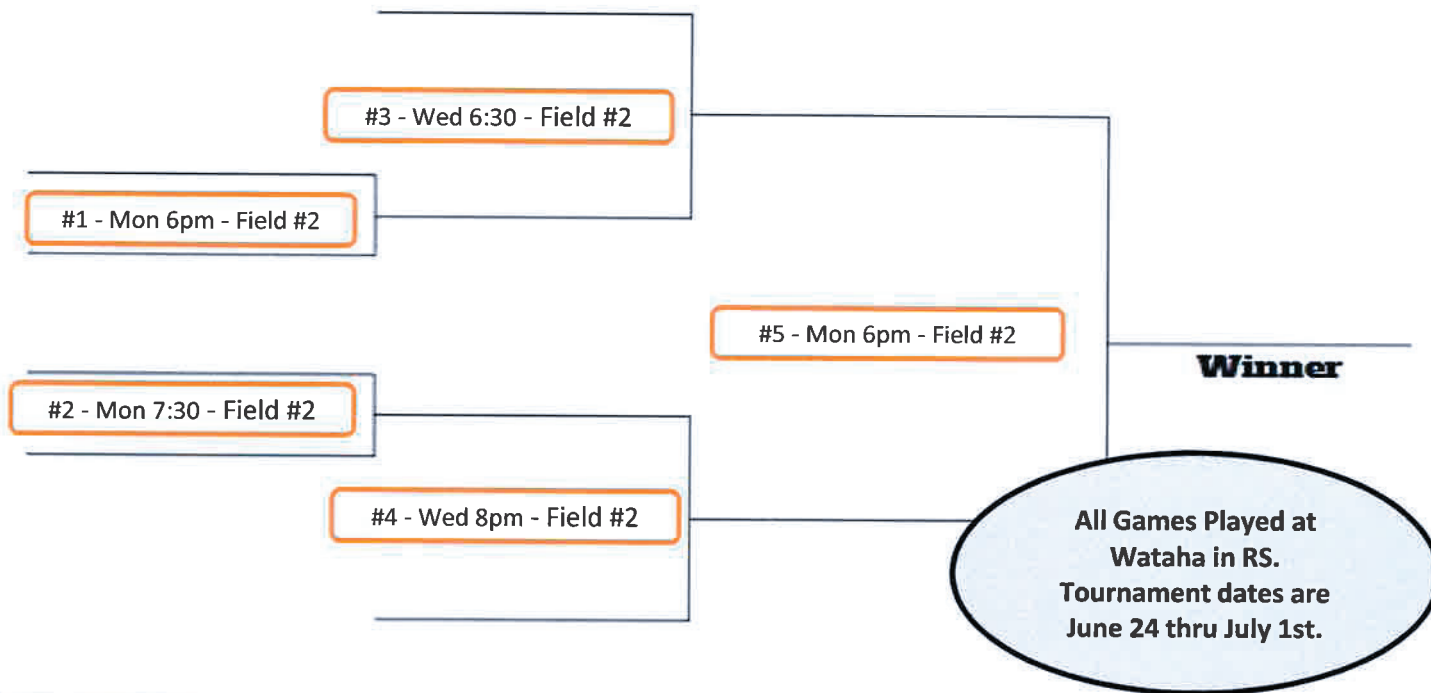 #3 - Wed 6:30 - Field #2
#1 - Mon 6pm - Field #2
#5 - Mon 6pm - Field #2
Winner
#2 - Mon 7:30 - Field #2
#4 - Wed 8pm - Field #2
All Games Played at
Wataha in RS.
Tournament dates are
June 24 thru July 1st.